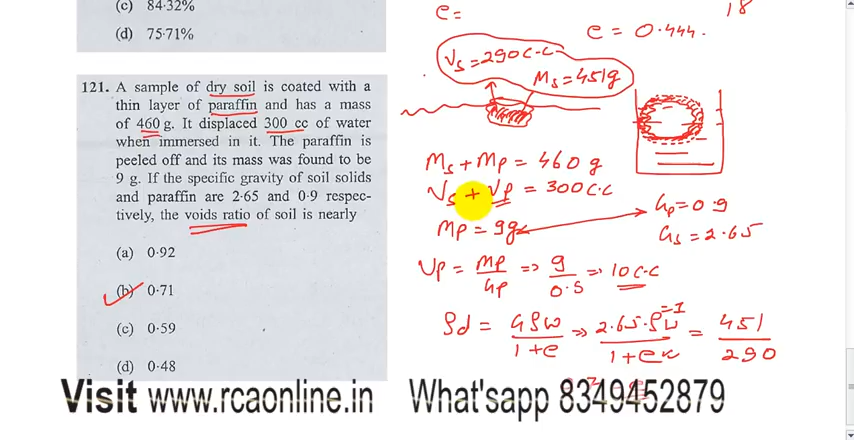 (c) 84·32%
(d) 75·71%
121. A sample of dry soil is coated with a
thin layer of paraffin and has a mass
of 460 g. It displaced 300 cc of water
when immersed in it. The paraffin is
peeled off and its mass was found to be
9 g. If the specific gravity of soil solids
and paraffin are 2·65 and 0·9 respec-
tively, the voids ratio of soil is nearly
(a) 0·92
(b) 0·71
(c) 0·59
(d) 0·48
e =
18
e = 0.444.
Vs = 290 C.C
Ms = 451g
Ms + Mp = 460 g
Vs + Vp = 300 C.C
Mp = 9g
Gp = 0.9
Gs = 2.65
Vp = Mp/Gp => 9/0.9 => 10 C.C
ρd = Gρw/1+e => 2.65·ρw=1/1+e = 451/290
Visit www.rcaonline.in What'sapp 8349452879